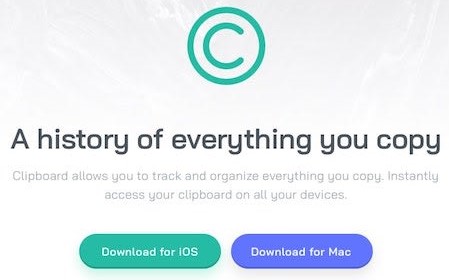 ©
A history of everything you copy
Clipboard allows you to track and organize everything you copy. Instantly
access your clipboard on all your devices.
Download for iOS
Download for Mac